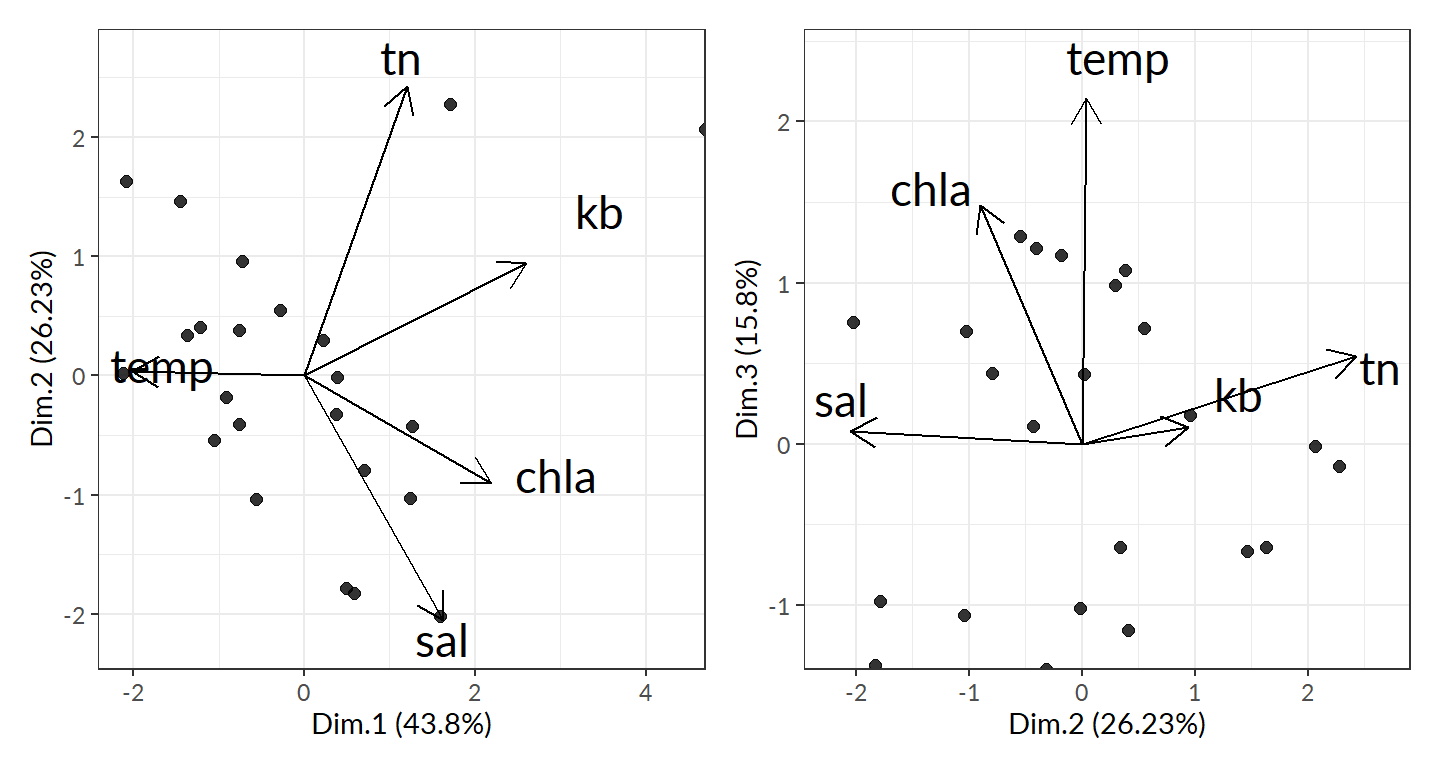 tn
kb
temp
chla
sal
2
1
0
-1
-2
-2
0
2
4
Dim.1 (43.8%)
Dim.2 (26.23%)
temp
chla
sal
kb
tn
2
1
0
-1
-2
-1
0
1
2
Dim.2 (26.23%)
Dim.3 (15.8%)